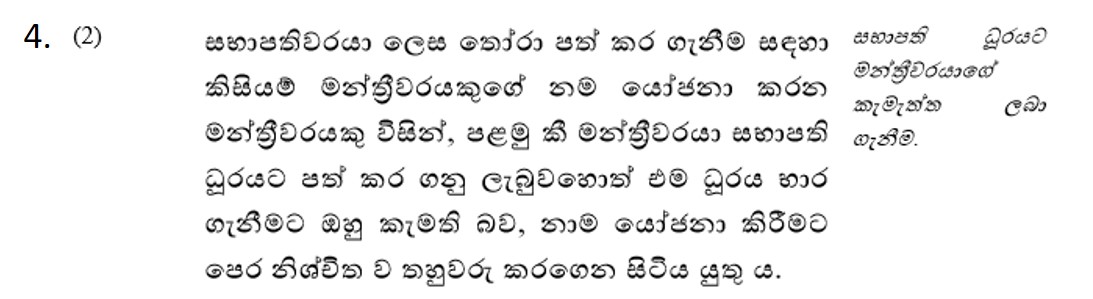 4. (2)
සභාපතිවරයා ලෙස තෝරා පත් කර ගැනීම සඳහා
කිසියම් මන්ත්‍රීවරයකුගේ නම යෝජනා කරන
මන්ත්‍රීවරයකු විසින්, පළමු කී මන්ත්‍රීවරයා සභාපති
ධූරයට පත් කර ගනු ලැබුවහොත් එම ධූරය භාර
ගැනීමට ඔහු කැමති බව, නාම යෝජනා කිරීමට
පෙර නිශ්චිත ව තහුවරු කරගෙන සිටිය යුතු ය.
සභාපති ධූරයට
මන්ත්‍රීවරයාගේ
කැමැත්ත ලබා
ගැනීම.